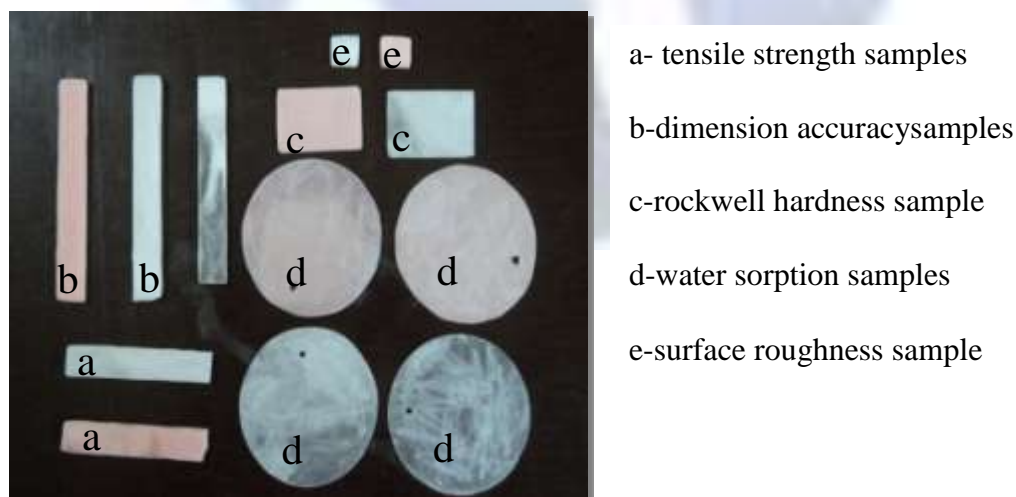 e e
c c
b b d d
a
a d d
a- tensile strength samples
b-dimension accuracysamples
c-rockwell hardness sample
d-water sorption samples
e-surface roughness sample